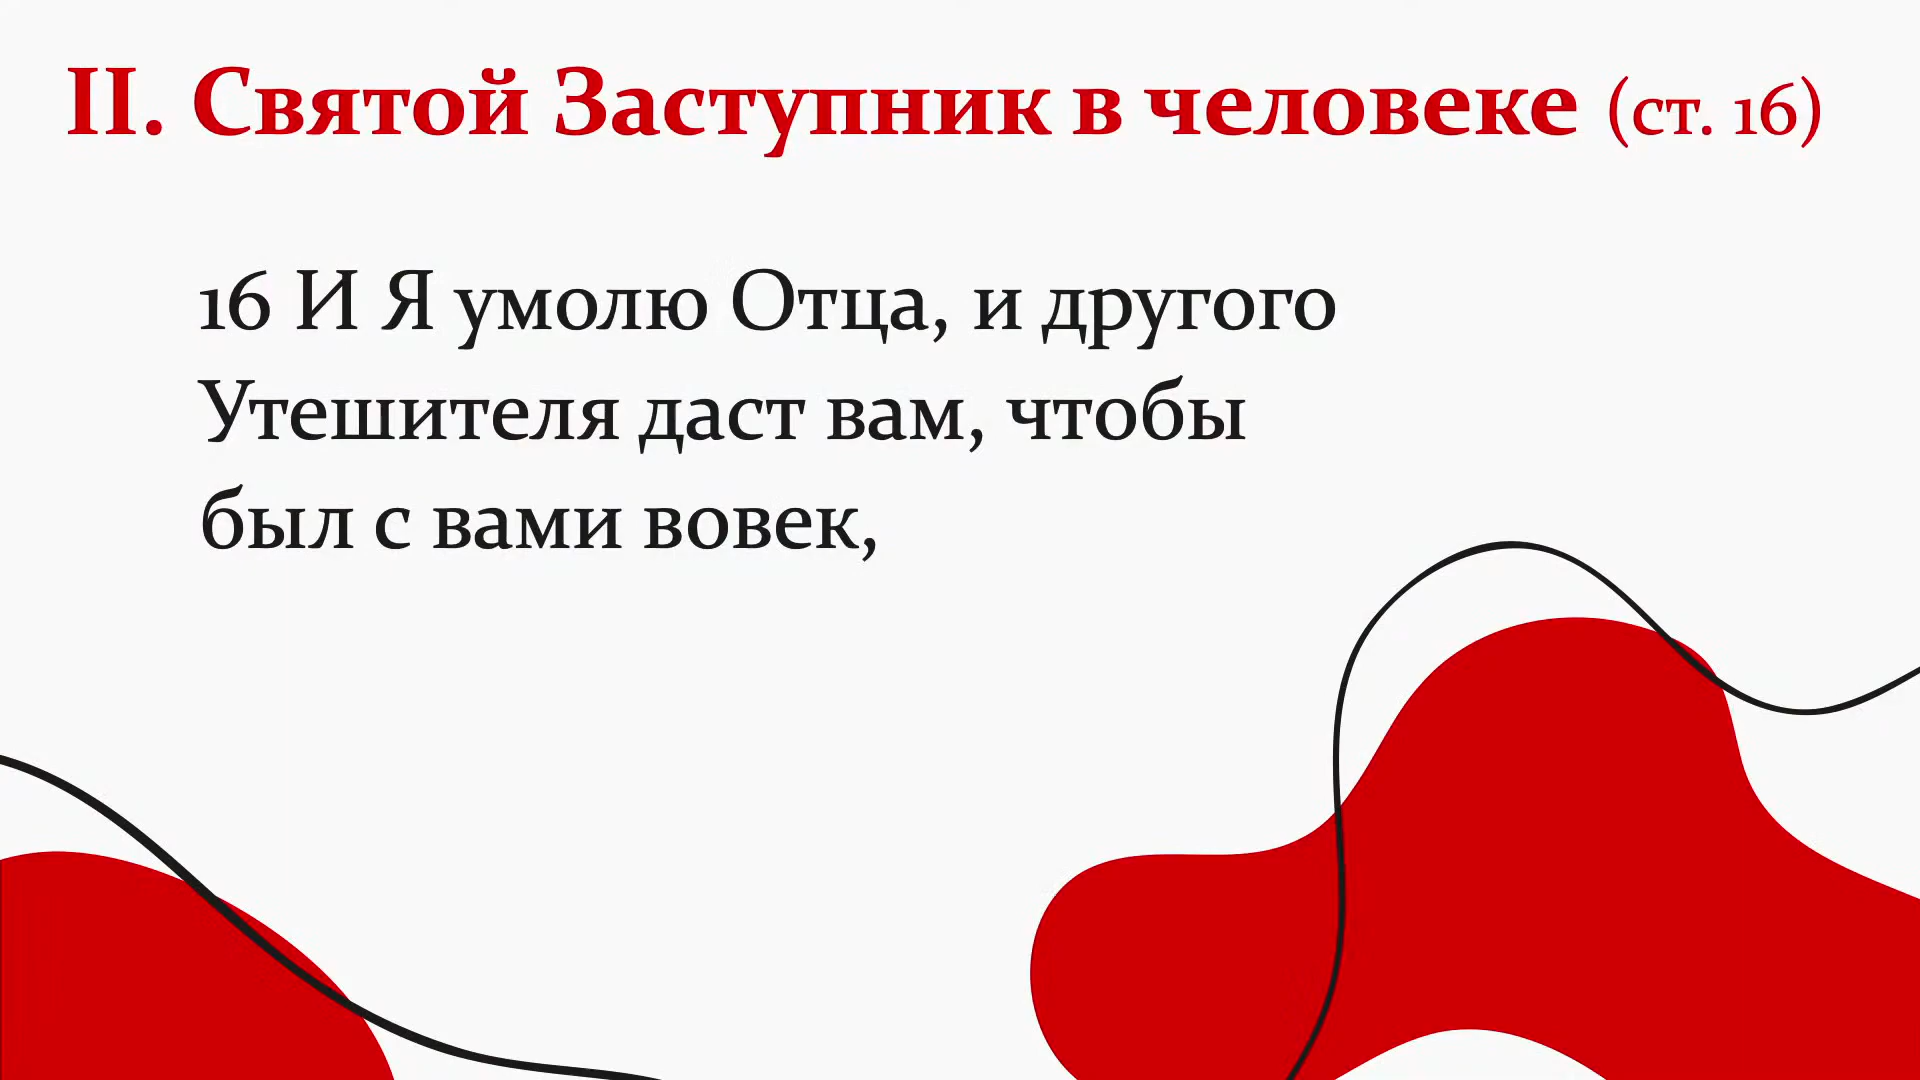 II. Святой Заступник в человеке (ст. 16)
16 И Я умолю Отца, и другого
Утешителя даст вам, чтобы
был с вами вовек,